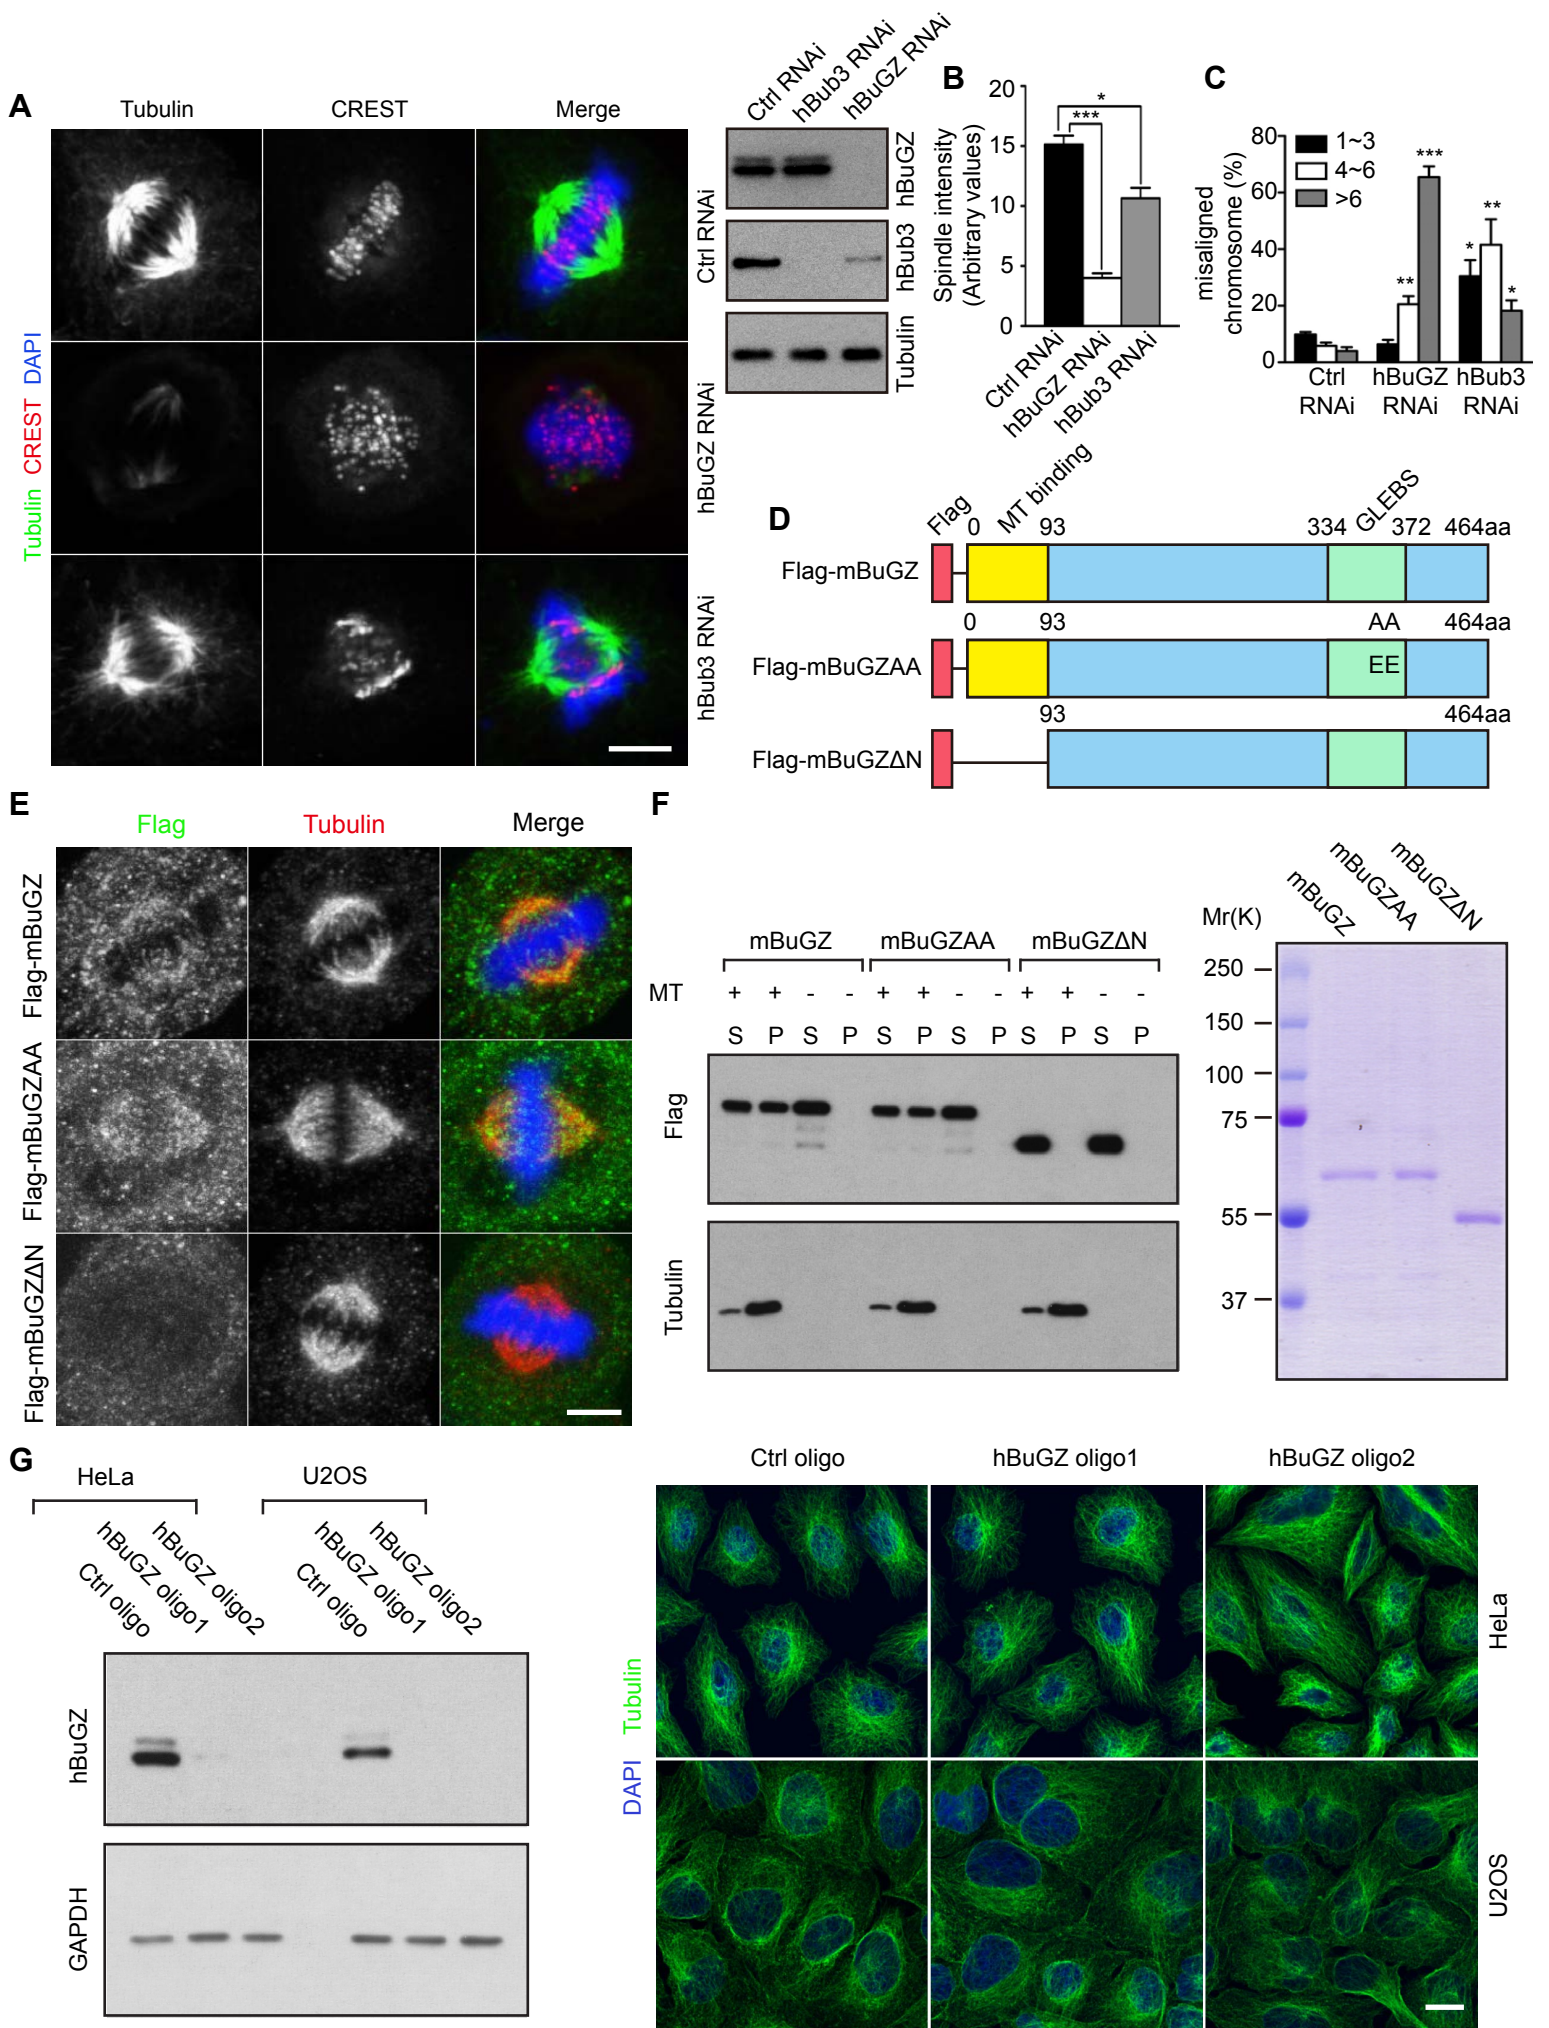 A
Tubulin CREST Merge
Tubulin CREST DAPI
Ctrl RNAi
hBuGZ RNAi
hBub3 RNAi
Ctrl RNAi
hBub3 RNAi
hBuGZ RNAi
hBuGZ
hBub3
Tubulin
B
Spindle intensity
(Arbitrary values)
20
15
10
5
0
*
***
Ctrl RNAi
hBuGZ RNAi
hBub3 RNAi
C
misaligned
chromosome (%)
80
60
40
20
0
1~3
4~6
>6
**
***
*
**
*
Ctrl
RNAi
hBuGZ
RNAi
hBub3
RNAi
D
Flag
MT binding
GLEBS
0 93 334 372 464aa
Flag-mBuGZ
0 93 AA 464aa
Flag-mBuGZAA
EE
93 464aa
Flag-mBuGZΔN
E
Flag Tubulin Merge
Flag-mBuGZ
Flag-mBuGZAA
Flag-mBuGZΔN
F
mBuGZ mBuGZAA mBuGZΔN
MT + + - - + + - - + + - -
S P S P S P S P S P S P
Flag
Tubulin
Mr(K)
mBuGZ
mBuGZAA
mBuGZΔN
250
150
100
75
55
37
G
HeLa U2OS
Ctrl oligo
hBuGZ oligo1
hBuGZ oligo2
Ctrl oligo
hBuGZ oligo1
hBuGZ oligo2
hBuGZ
GAPDH
Ctrl oligo hBuGZ oligo1 hBuGZ oligo2
DAPI Tubulin
HeLa
U2OS